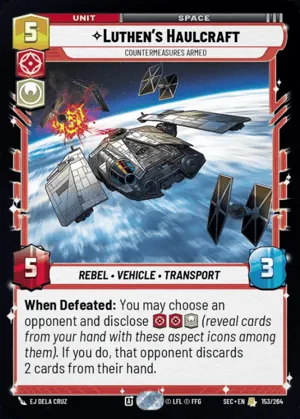 5
UNIT
SPACE
✧LUTHEN'S HAULCRAFT
COUNTERMEASURES ARMED
5
3
REBEL • VEHICLE • TRANSPORT
When Defeated: You may choose an
opponent and disclose (reveal cards
from your hand with these aspect icons among
them). If you do, that opponent discards
2 cards from their hand.
EJ DELA CRUZ
© LFL © FFG
SEC • EN
153/264